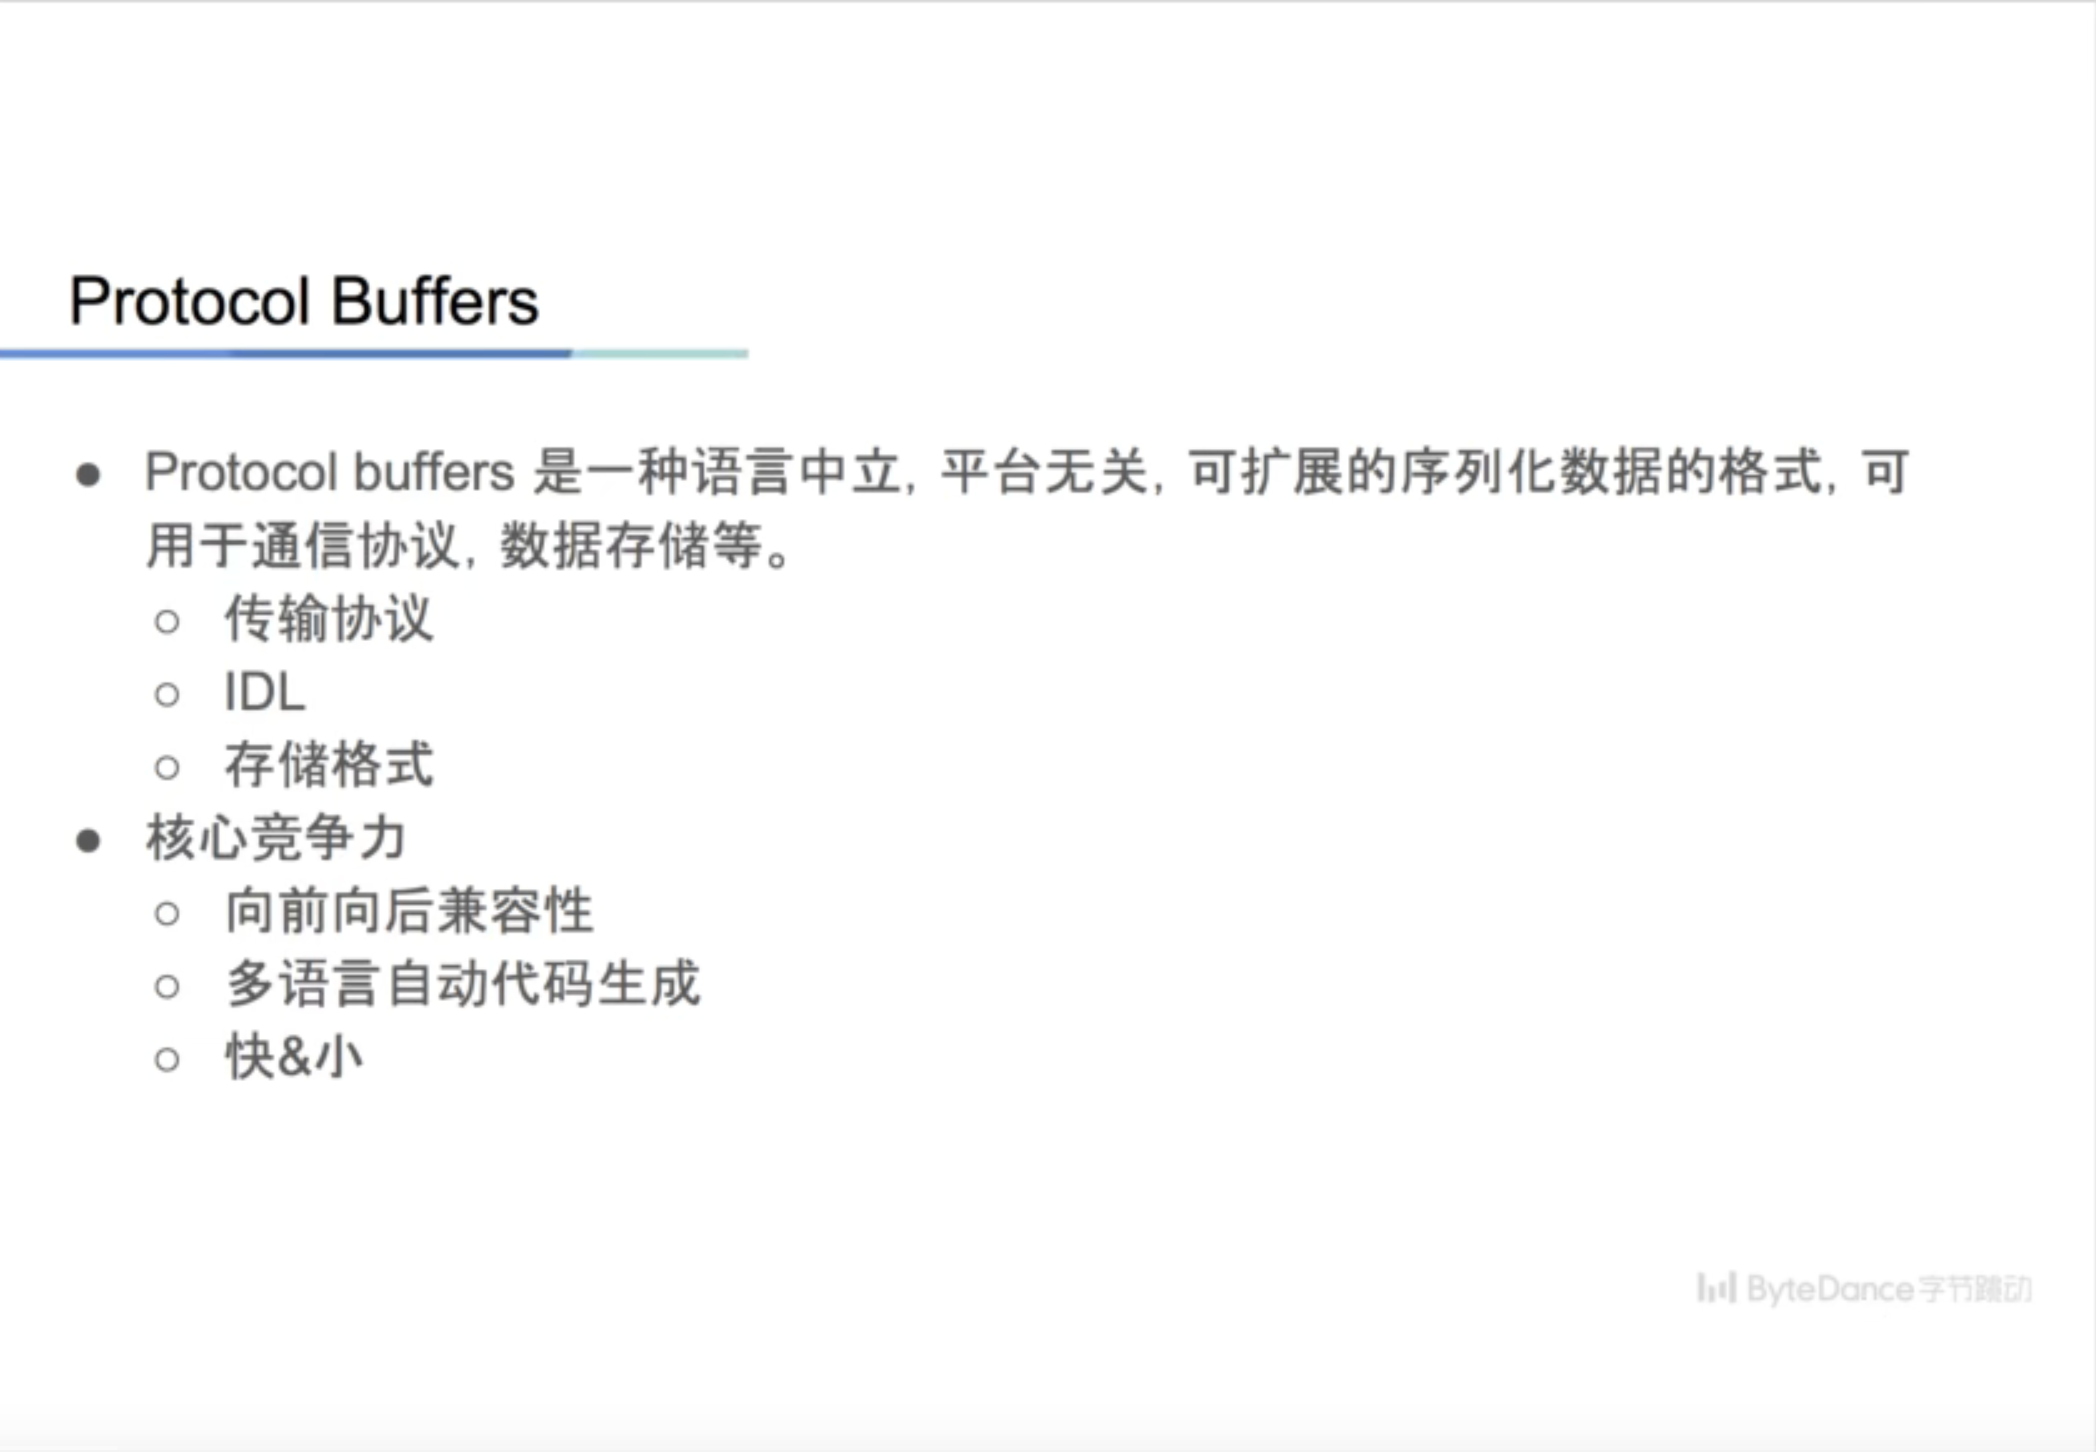 Protocol Buffers
● Protocol buffers 是一种语言中立, 平台无关, 可扩展的序列化数据的格式, 可
用于通信协议, 数据存储等。
○ 传输协议
○ IDL
○ 存储格式
● 核心竞争力
○ 向前向后兼容性
○ 多语言自动代码生成
○ 快&小
ByteDance字节跳动